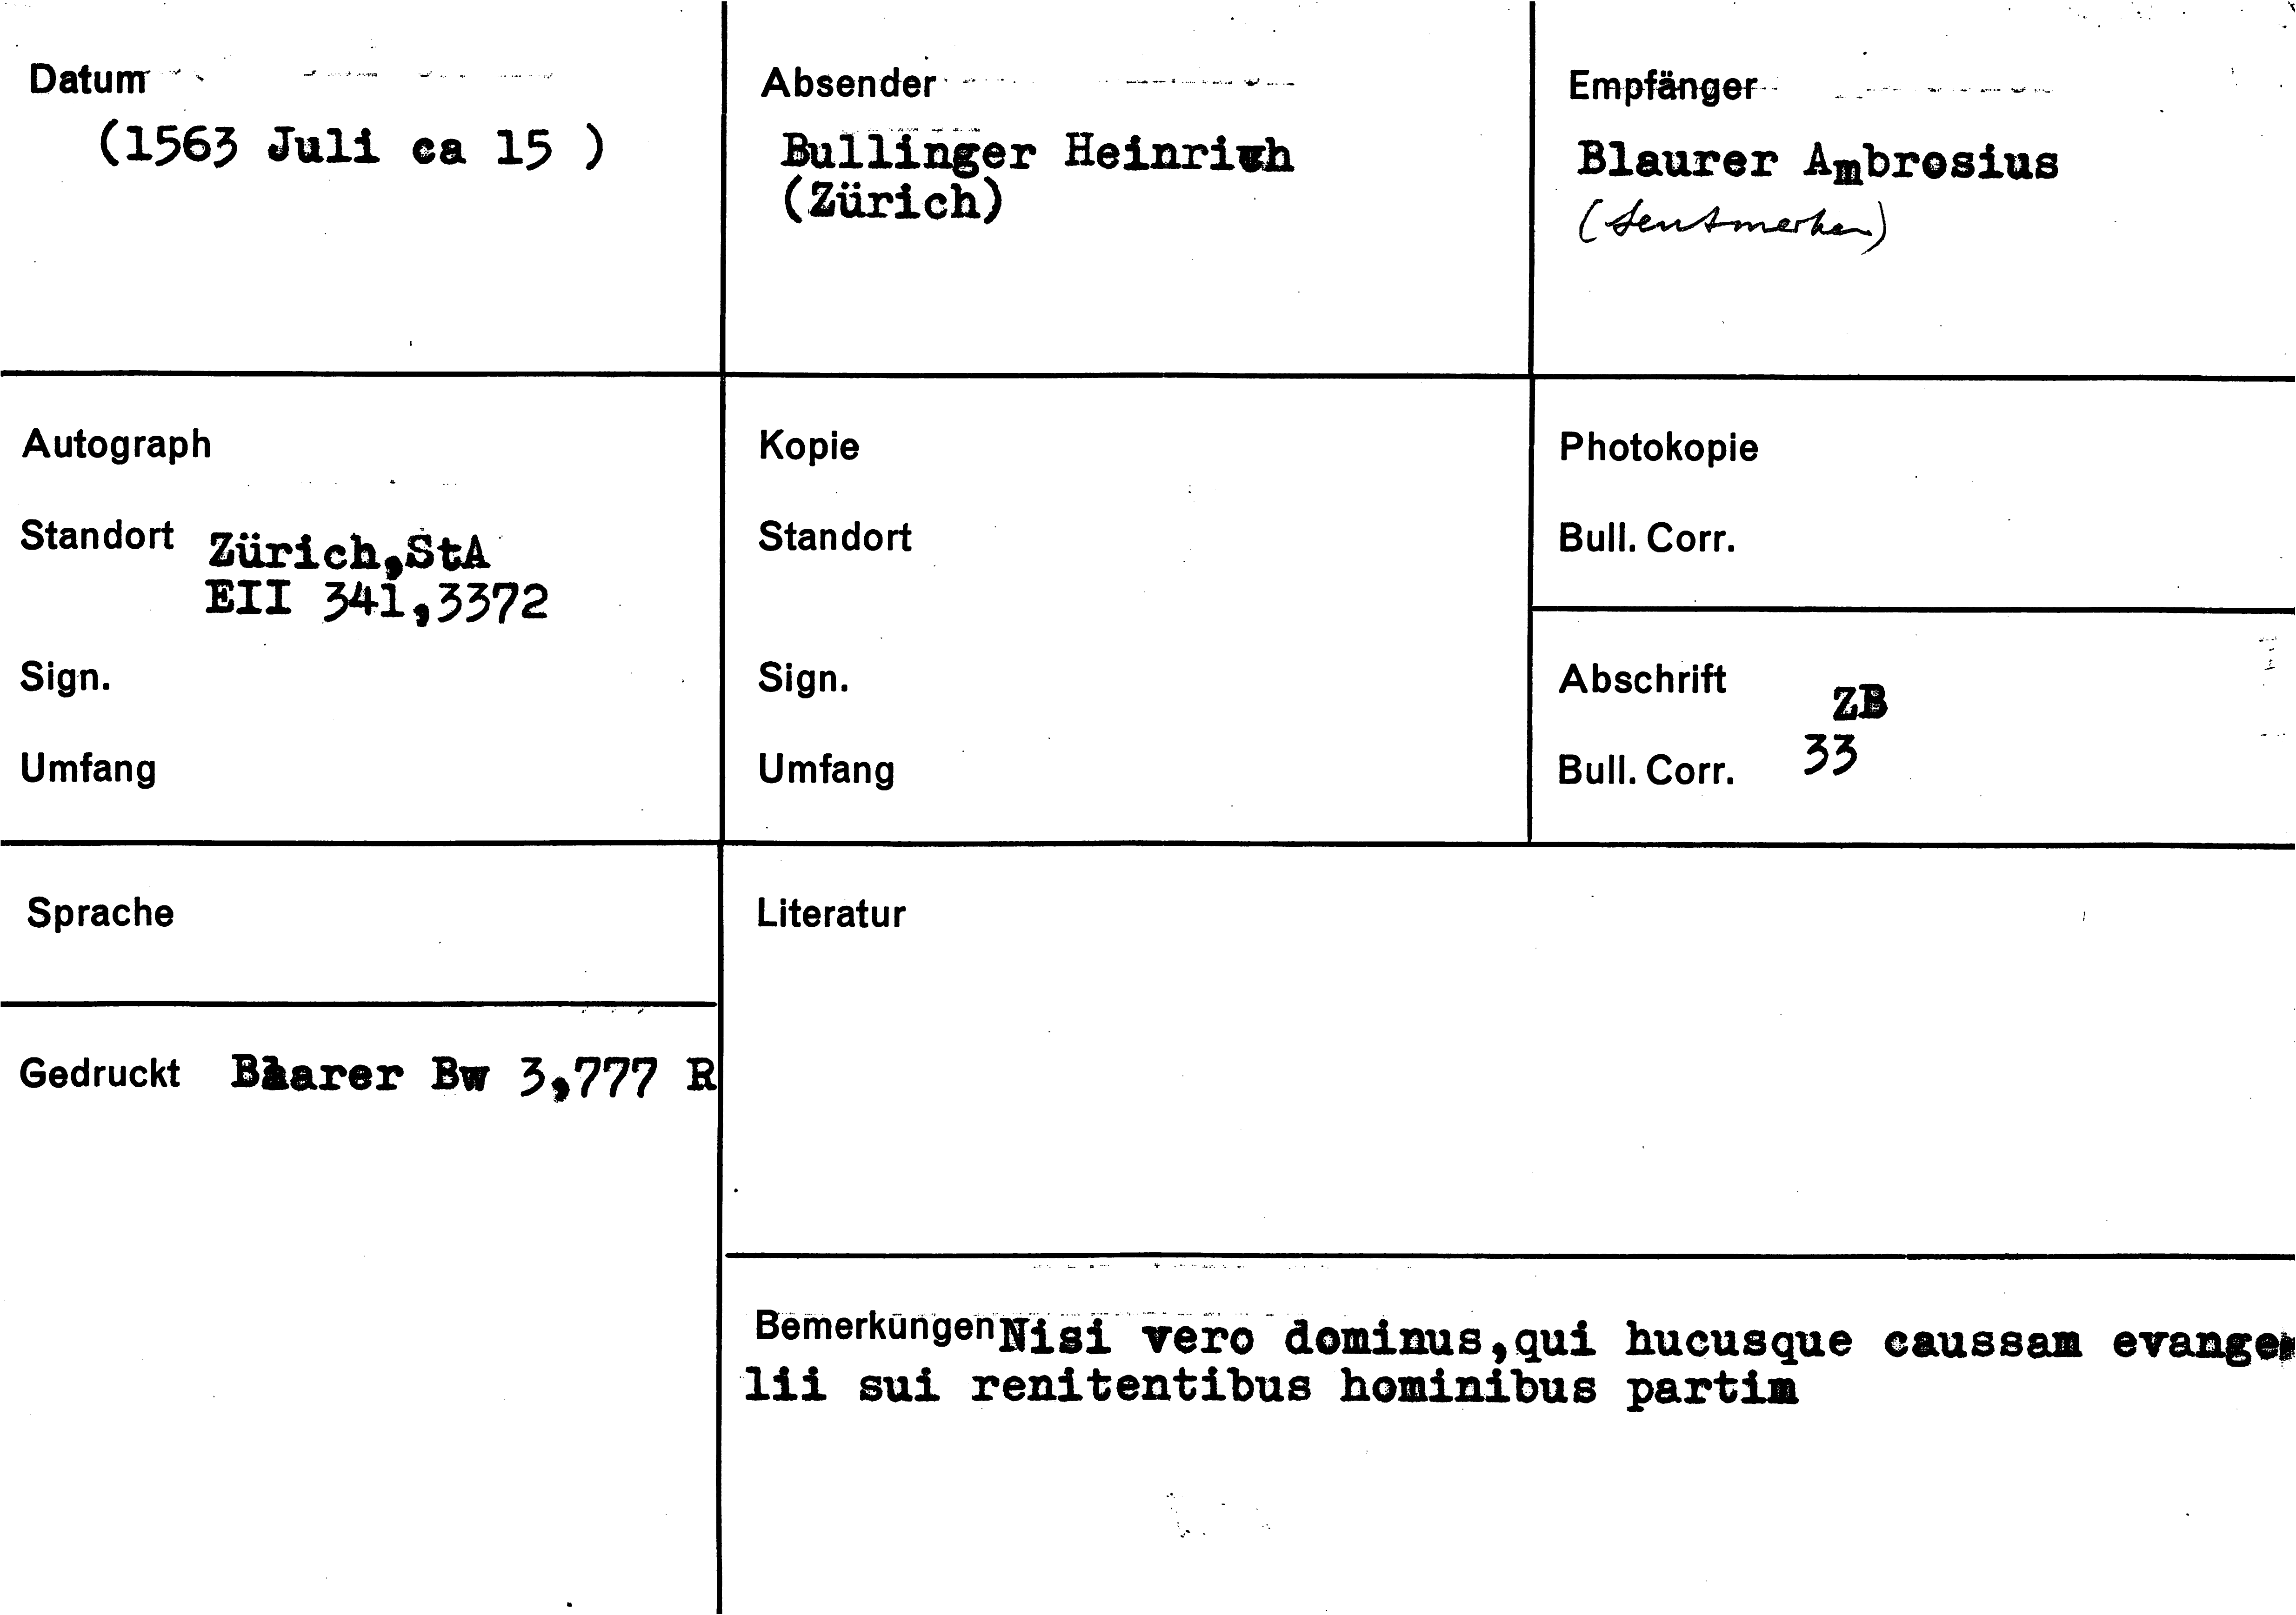 Datum
(1563 Juli ca 15 )
Absender
Bullinger Heinrich
(Zürich)
Empfänger
Blaurer Ambrosius
(Leutmerken)
Autograph
Standort Zürich,StA
EII 341,3372
Sign.
Umfang
Kopie
Standort
Sign.
Umfang
Photokopie
Bull. Corr.
Abschrift ZB
Bull. Corr. 33
Sprache
Gedruckt Blarer Bw 3,777 R
Literatur
Bemerkungen Nisi vero dominus,qui hucusque caussam evange-
lii sui renitentibus hominibus partim